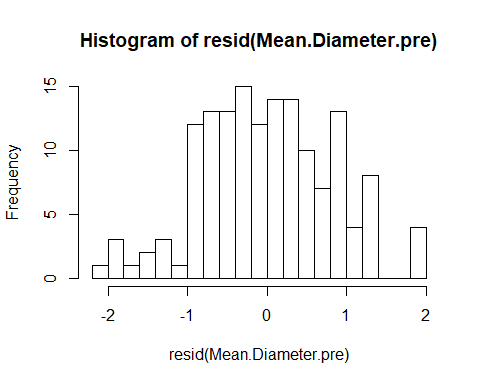 Histogram of resid(Mean.Diameter.pre)
Frequency
15
10
5
0
-2 -1 0 1 2
resid(Mean.Diameter.pre)